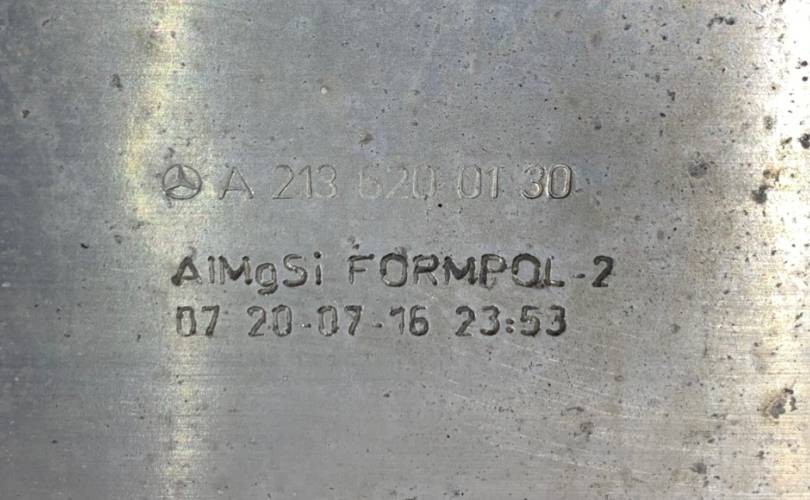 A 213 620 01 30
AlMgSi FORMPOL-2
07 20-07-16 23:53